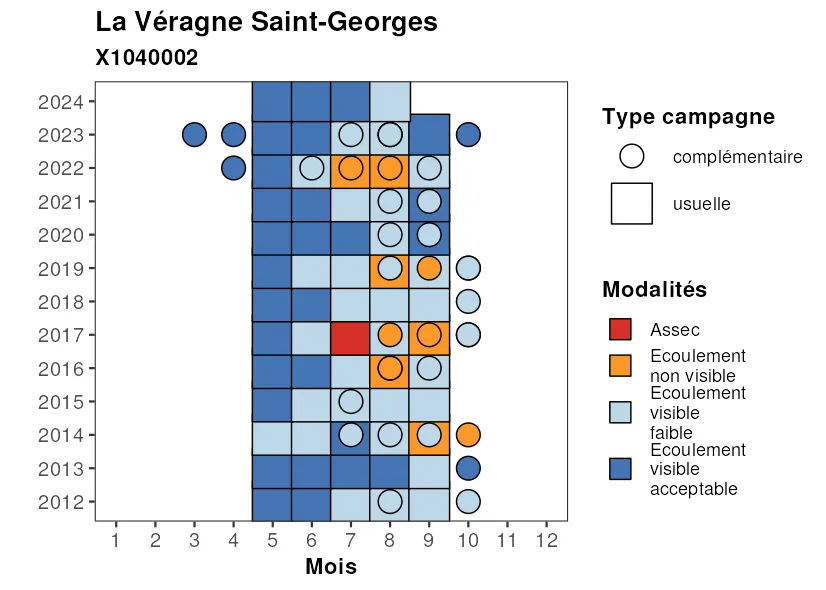 La Véragne Saint-Georges
X1040002
2024
2023
2022
2021
2020
2019
2018
2017
2016
2015
2014
2013
2012
1 2 3 4 5 6 7 8 9 10 11 12
Mois
Type campagne
complémentaire
usuelle
Modalités
Assec
Ecoulement
non visible
Ecoulement
visible
faible
Ecoulement
visible
acceptable